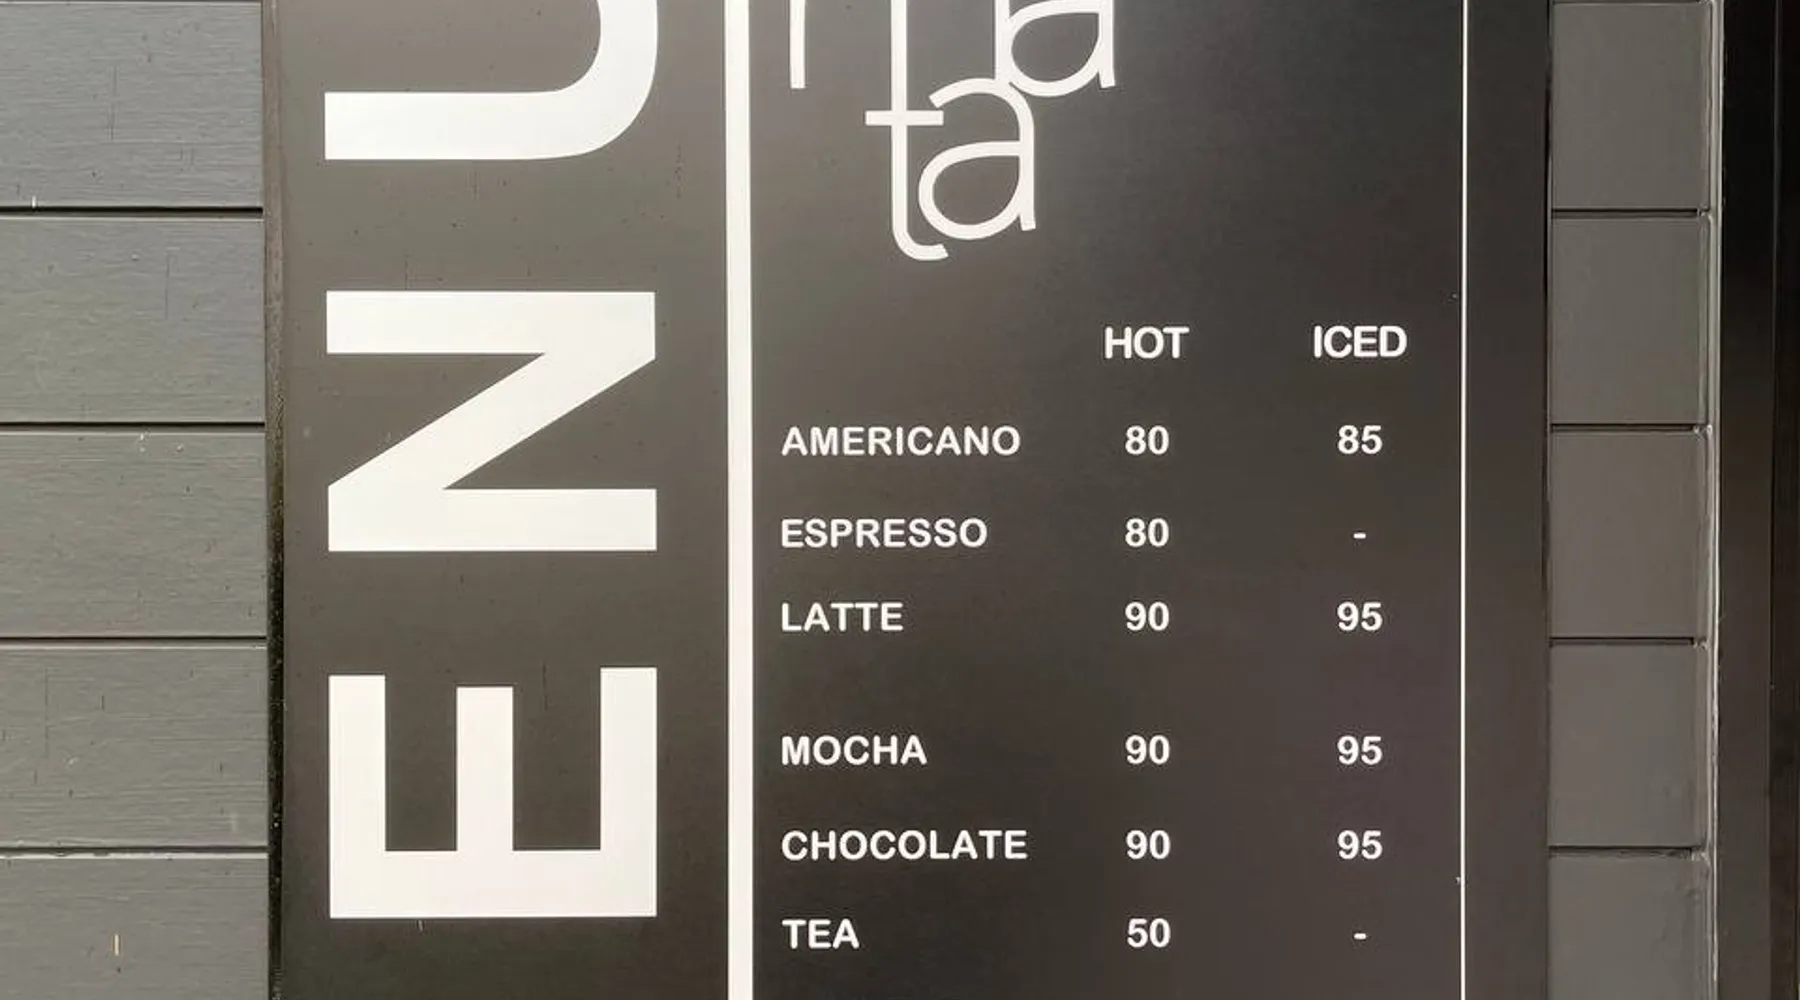 ENU
ta
HOT ICED
AMERICANO 80 85
ESPRESSO 80 -
LATTE 90 95
MOCHA 90 95
CHOCOLATE 90 95
TEA 50 -